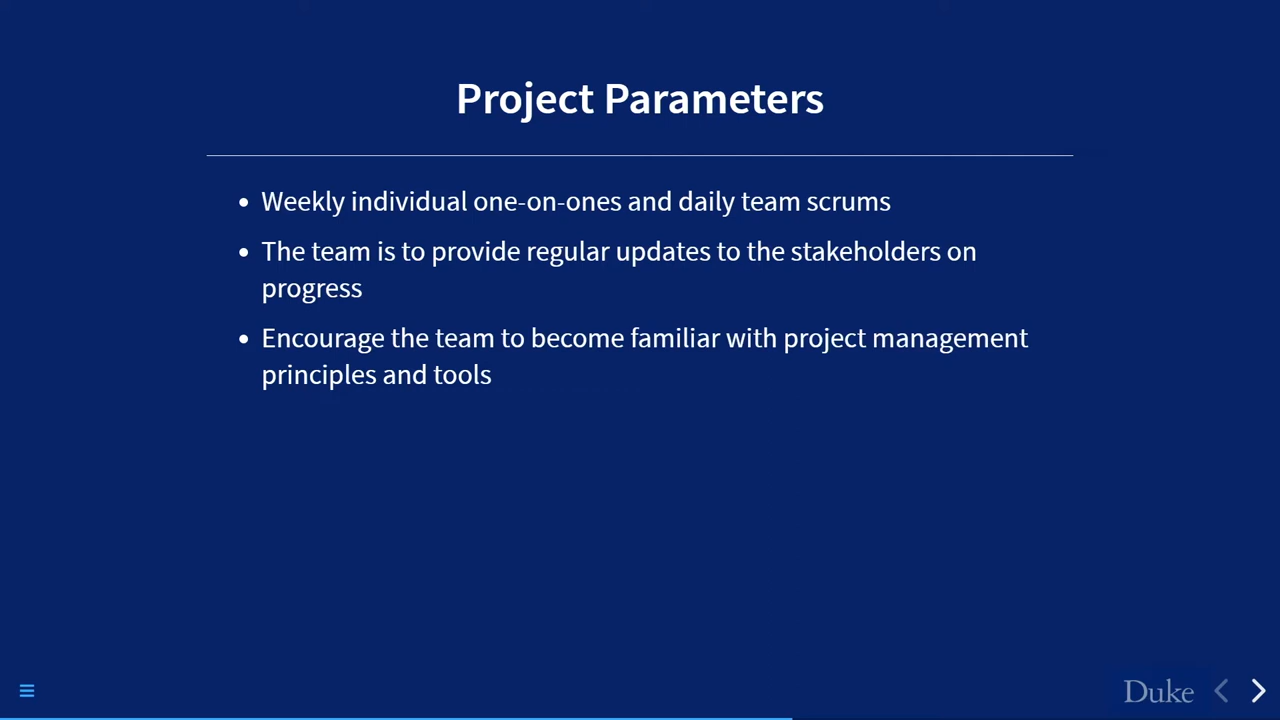 Project Parameters
• Weekly individual one-on-ones and daily team scrums
• The team is to provide regular updates to the stakeholders on
progress
• Encourage the team to become familiar with project management
principles and tools
Duke